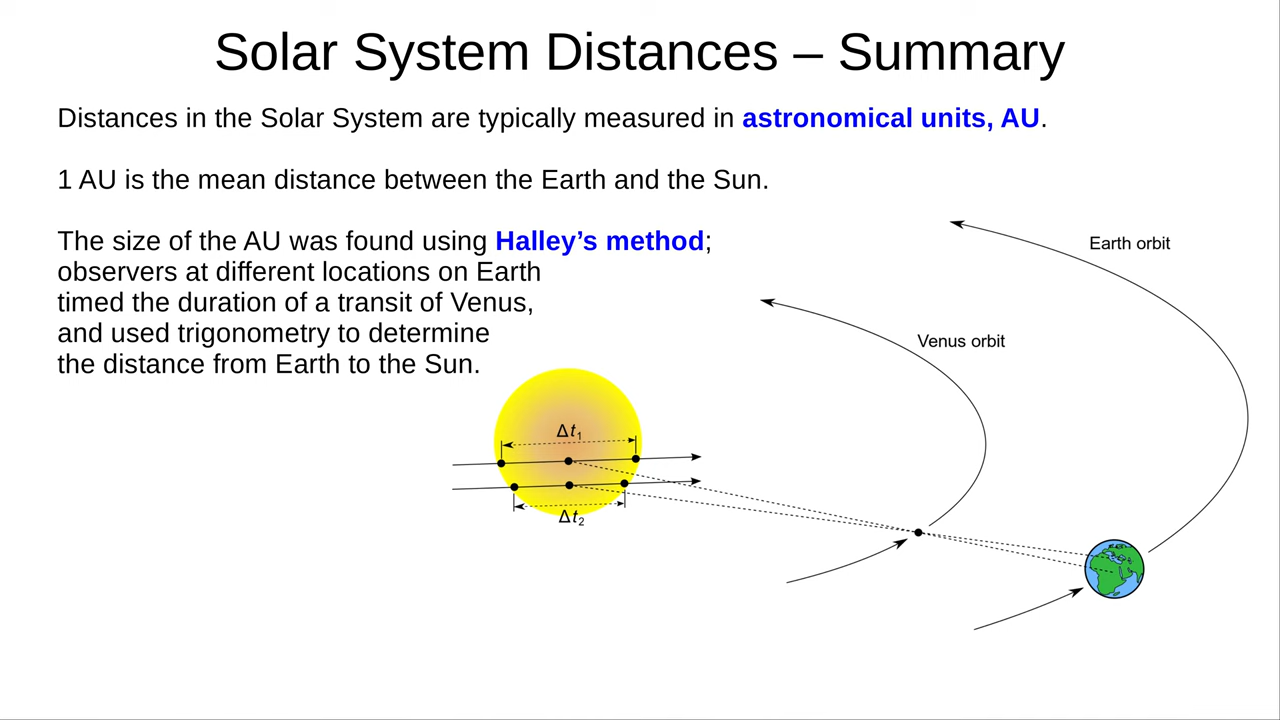 Solar System Distances – Summary
Distances in the Solar System are typically measured in astronomical units, AU.
1 AU is the mean distance between the Earth and the Sun.
The size of the AU was found using Halley’s method;
observers at different locations on Earth
timed the duration of a transit of Venus,
and used trigonometry to determine
the distance from Earth to the Sun.
Earth orbit
Venus orbit
Δt₁
Δt₂